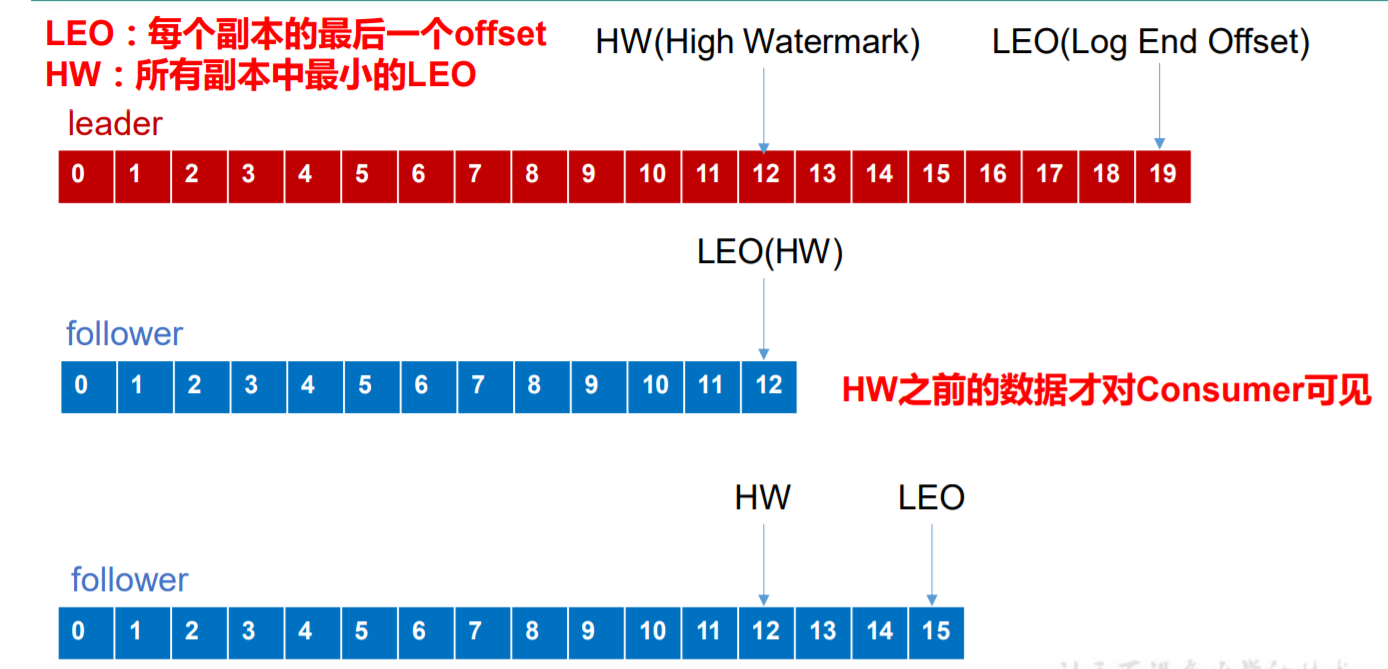 LEO：每个副本的最后一个offset
HW：所有副本中最小的LEO
HW(High Watermark)
LEO(Log End Offset)
leader
0 1 2 3 4 5 6 7 8 9 10 11 12 13 14 15 16 17 18 19
LEO(HW)
follower
0 1 2 3 4 5 6 7 8 9 10 11 12
HW之前的数据才对Consumer可见
HW
LEO
follower
0 1 2 3 4 5 6 7 8 9 10 11 12 13 14 15